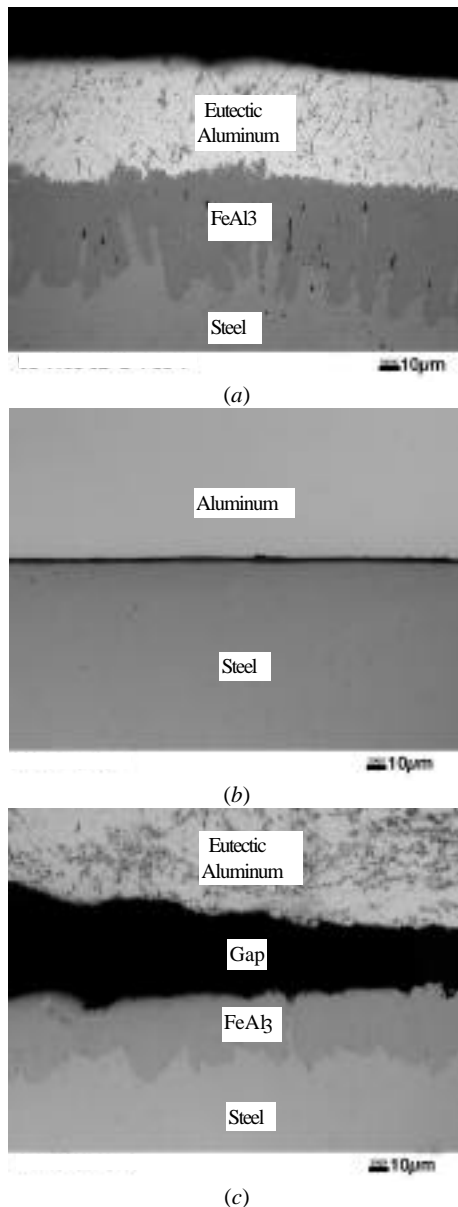 Eutectic
Aluminum
FeAl3
Steel
10μm
(a)
Aluminum
Steel
10μm
(b)
Eutectic
Aluminum
Gap
FeAl3
Steel
10μm
(c)